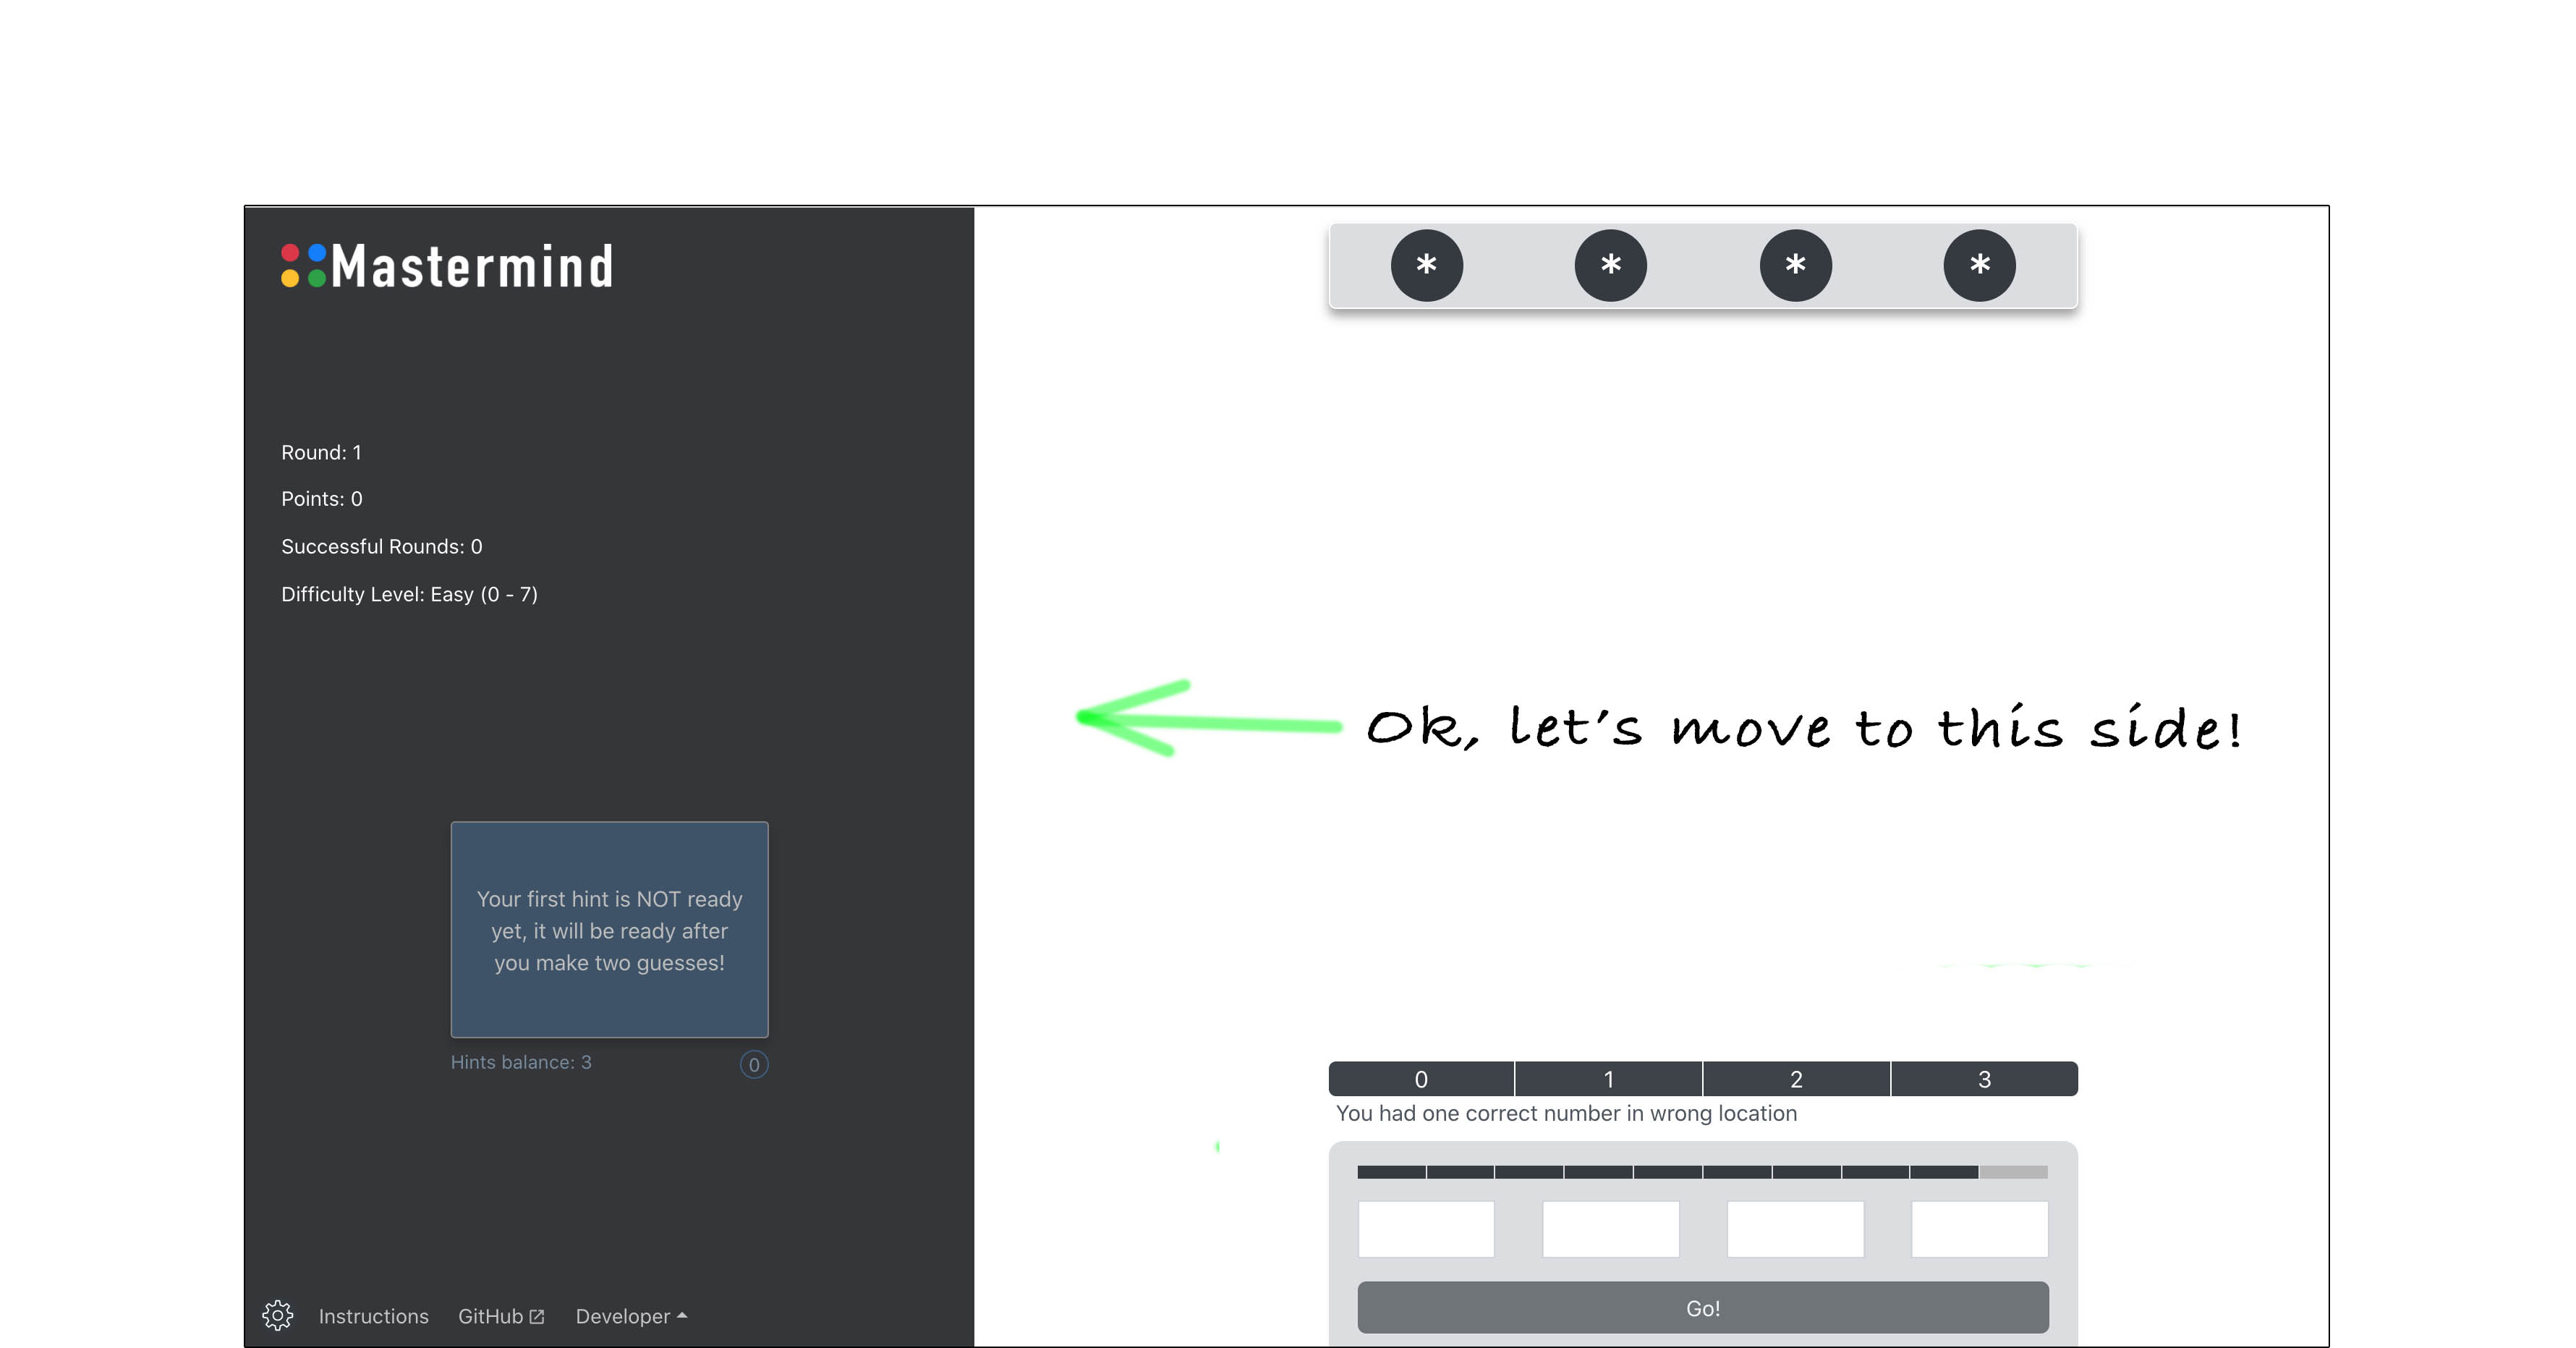 Mastermind
* * * *
Round: 1
Points: 0
Successful Rounds: 0
Difficulty Level: Easy (0 - 7)
Ok, let's move to this side!
Your first hint is NOT ready
yet, it will be ready after
you make two guesses!
Hints balance: 3
0
0 1 2 3
You had one correct number in wrong location
Go!
Instructions GitHub Developer